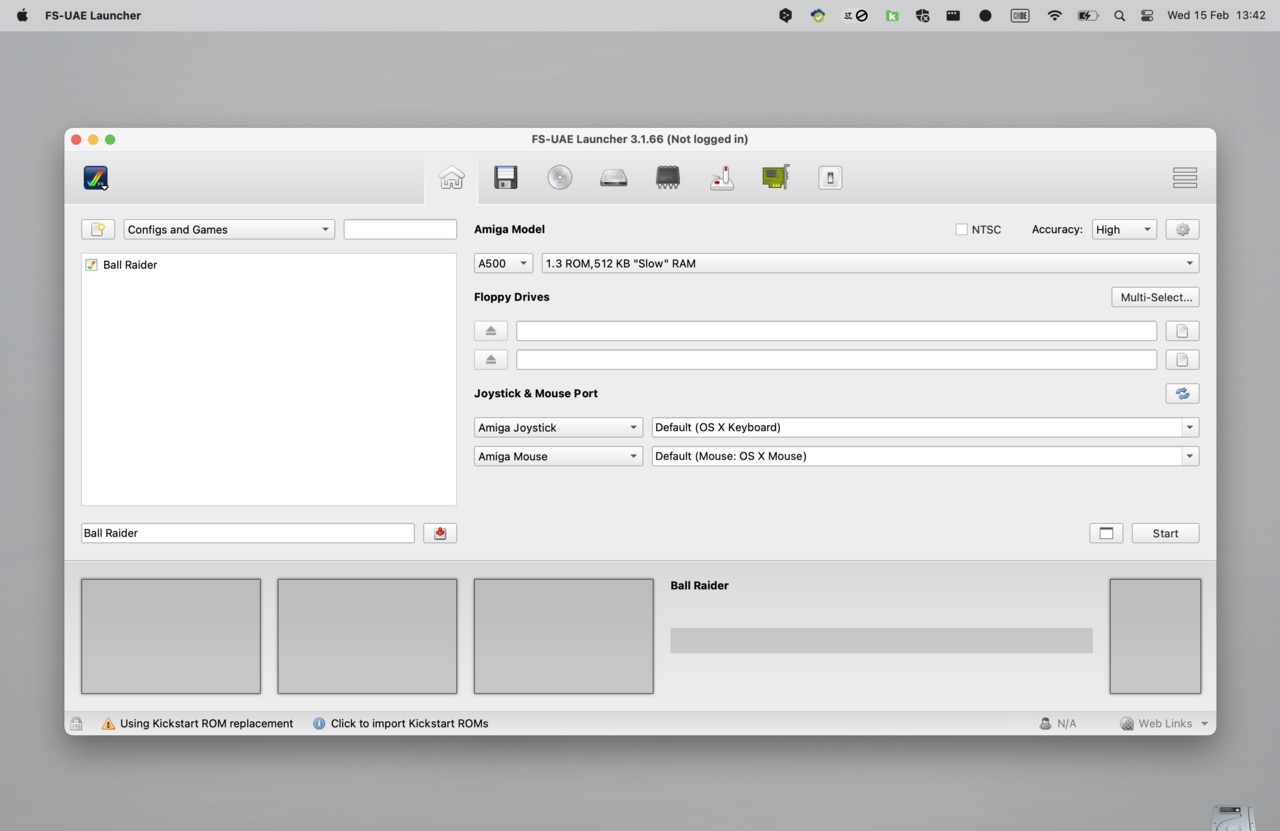 FS-UAE Launcher
Wed 15 Feb 13:42
FS-UAE Launcher 3.1.66 (Not logged in)
Configs and Games
Amiga Model
NTSC
Accuracy:
High
Ball Raider
A500
1.3 ROM,512 KB "Slow" RAM
Floppy Drives
Multi-Select...
Joystick & Mouse Port
Amiga Joystick
Default (OS X Keyboard)
Amiga Mouse
Default (Mouse: OS X Mouse)
Ball Raider
Start
Ball Raider
Using Kickstart ROM replacement
Click to import Kickstart ROMs
N/A
Web Links